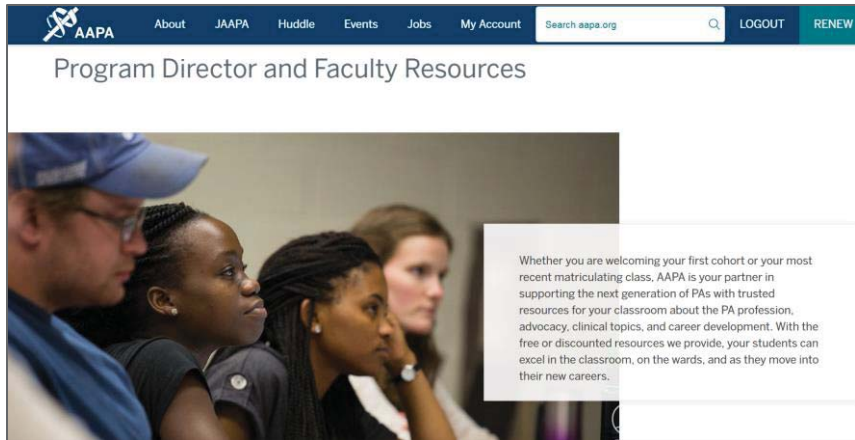 AAPA About JAAPA Huddle Events Jobs My Account Search aapa.org LOGOUT RENEW
Program Director and Faculty Resources
Whether you are welcoming your first cohort or your most
recent matriculating class, AAPA is your partner in
supporting the next generation of PAs with trusted
resources for your classroom about the PA profession,
advocacy, clinical topics, and career development. With the
free or discounted resources we provide, your students can
excel in the classroom, on the wards, and as they move into
their new careers.